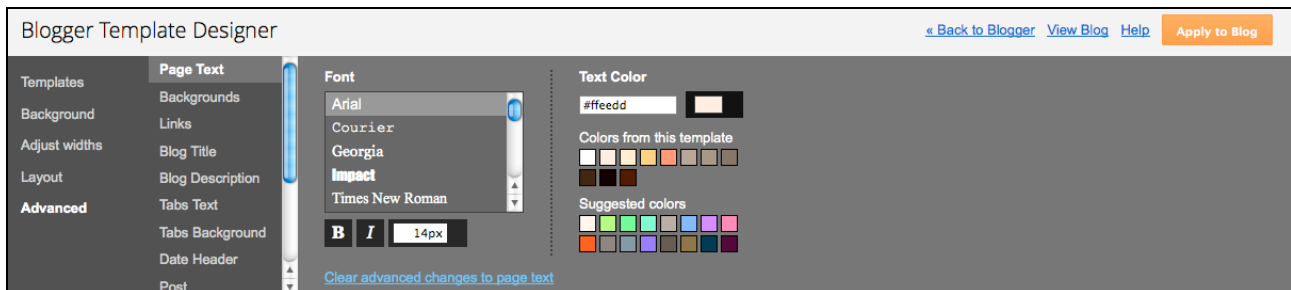 Blogger Template Designer
« Back to Blogger View Blog Help Apply to Blog
Templates
Background
Adjust widths
Layout
Advanced
Page Text
Backgrounds
Links
Blog Title
Blog Description
Tabs Text
Tabs Background
Date Header
Post
Font
Arial
Courier
Georgia
Impact
Times New Roman
B I 14px
Clear advanced changes to page text
Text Color
#ffeedd
Colors from this template
Suggested colors